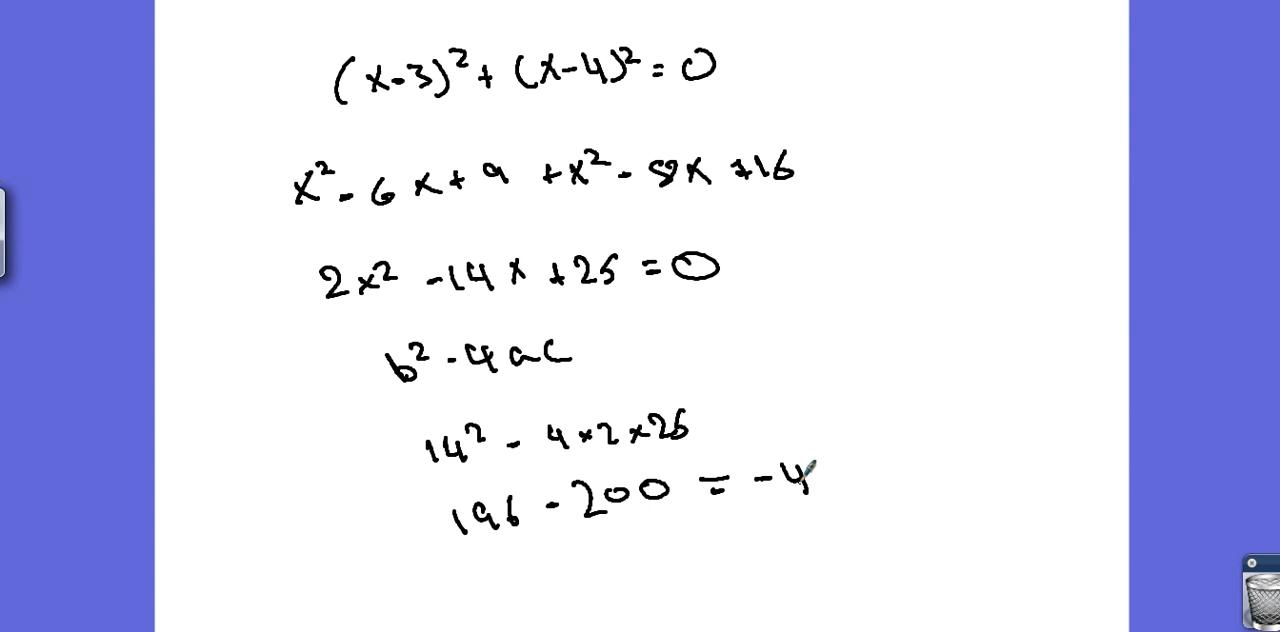 (x-3)² + (x-4)² = 0
x² - 6x + 9 + x² - 8x + 16
2x² - 14x + 25 = 0
b² - 4ac
14² - 4×2×25
196 - 200 = -4